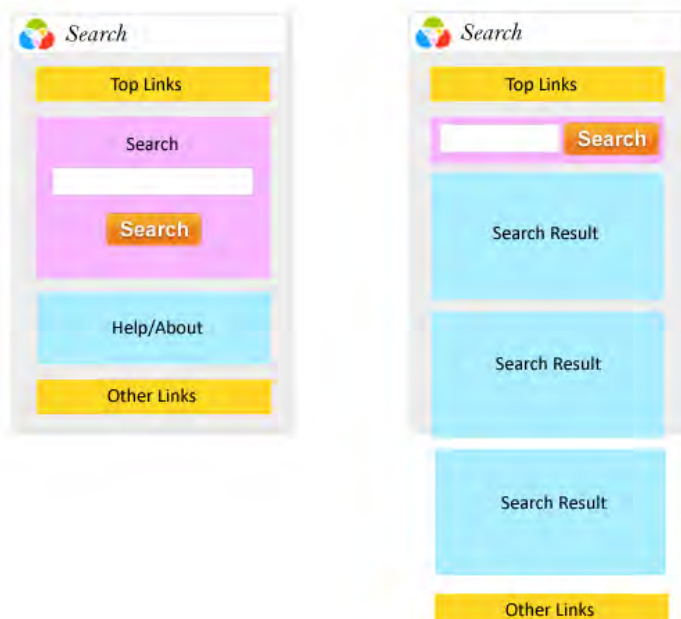 Search
Top Links
Search
Search
Help/About
Other Links
Search
Top Links
Search
Search Result
Search Result
Search Result
Other Links